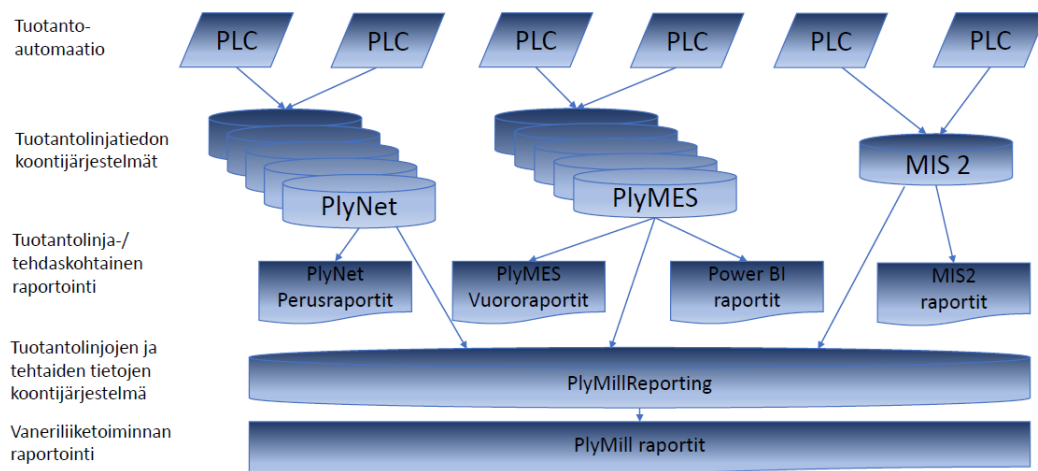 Tuotanto-
automaatio
PLC
PLC
PLC
PLC
PLC
PLC
Tuotantolinjatiedon
koontijärjestelmät
PlyNet
PlyMES
MIS 2
Tuotantolinja-/
tehdaskohtainen
raportointi
PlyNet
Perusraportit
PlyMES
Vuororaportit
Power BI
raportit
MIS2
raportit
Tuotantolinjojen ja
tehtaiden tietojen
koontijärjestelmä
PlyMillReporting
Vaneriliiketoiminnan
raportointi
PlyMill raportit